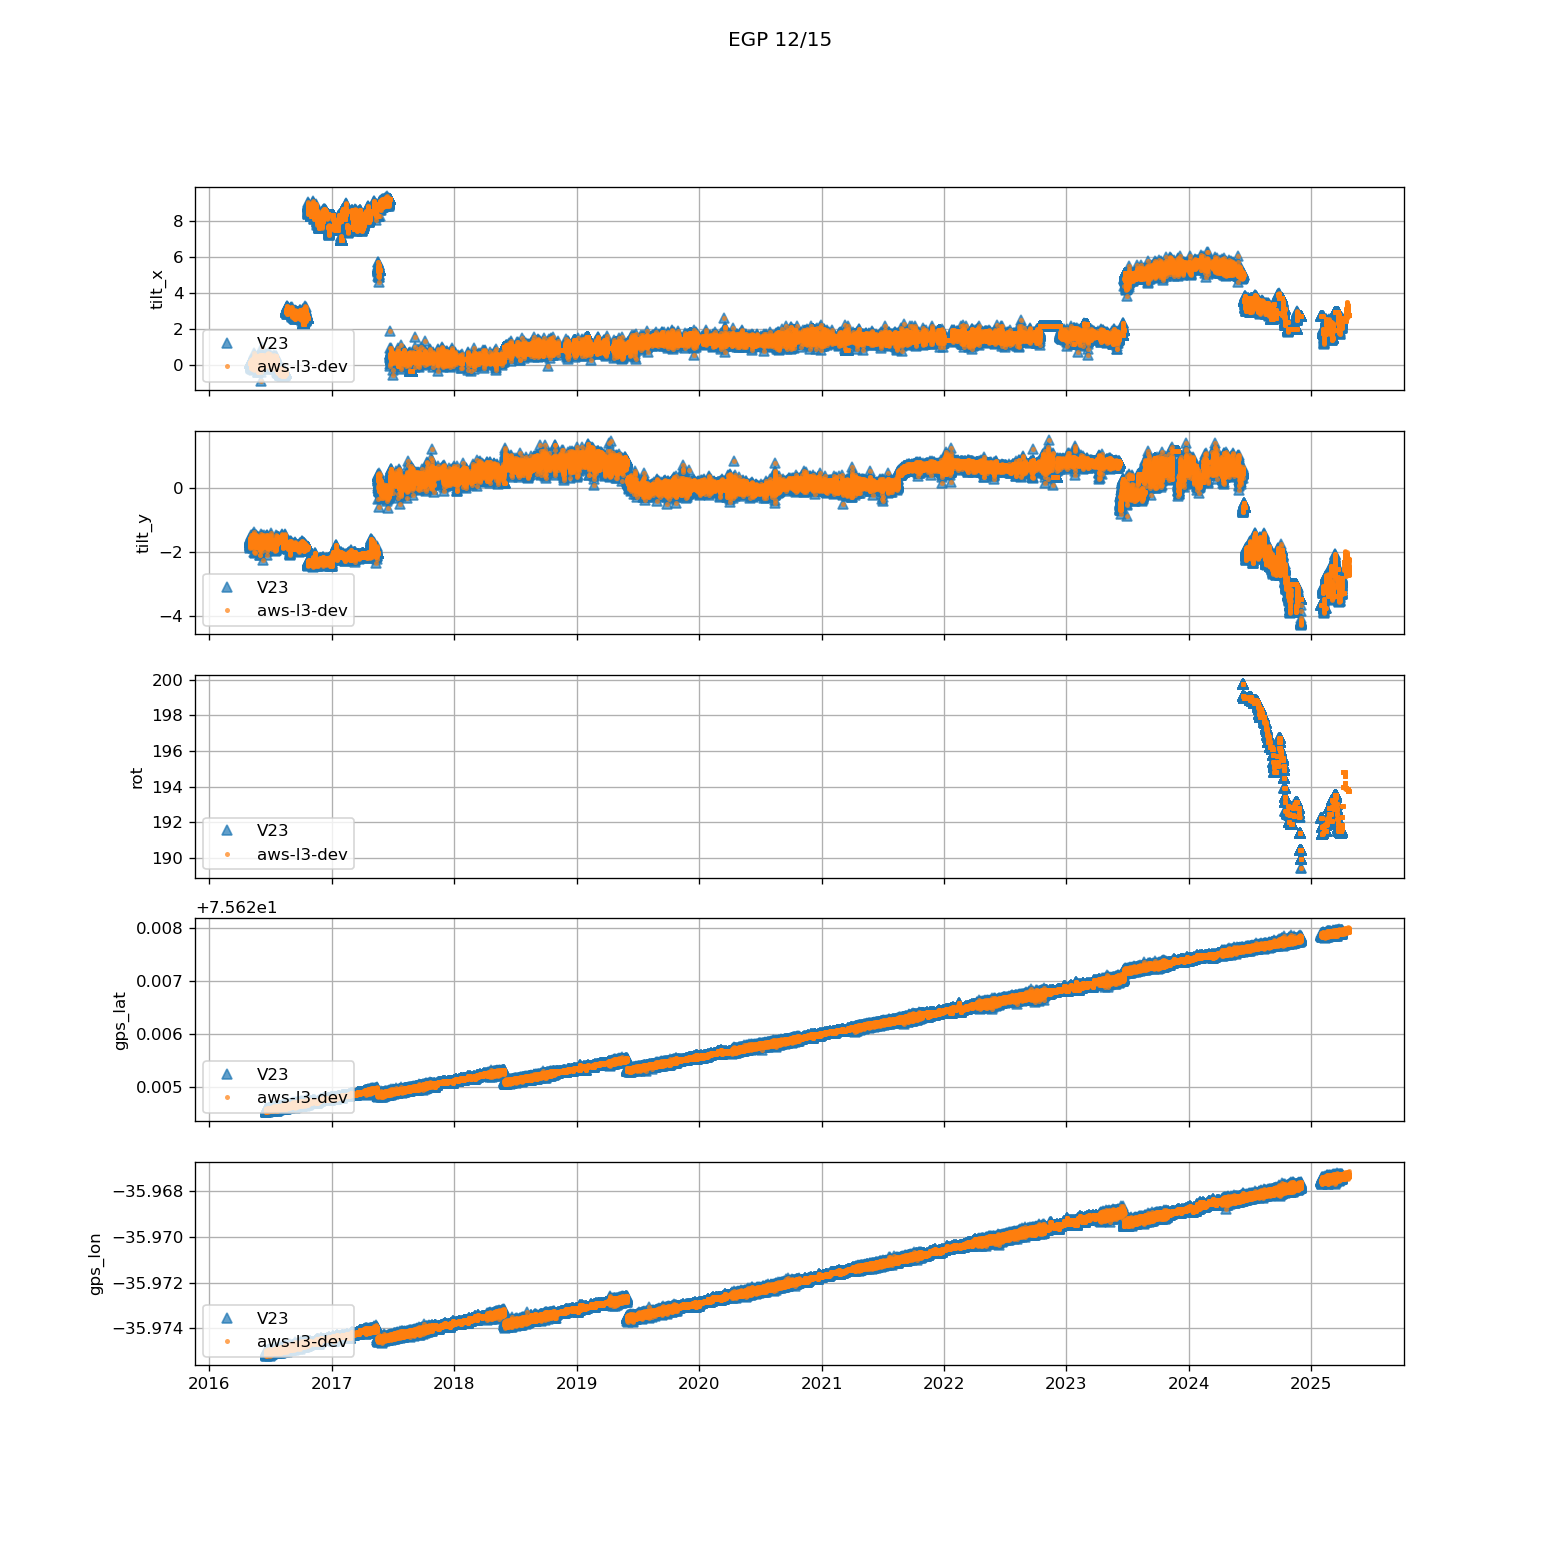 EGP 12/15
8
6
4
2
0
tilt_x
V23
aws-l3-dev
0
−2
−4
tilt_y
V23
aws-l3-dev
200
198
196
194
192
190
rot
V23
aws-l3-dev
+7.562e1
0.008
0.007
0.006
0.005
gps_lat
V23
aws-l3-dev
−35.968
−35.970
−35.972
−35.974
gps_lon
V23
aws-l3-dev
2016 2017 2018 2019 2020 2021 2022 2023 2024 2025